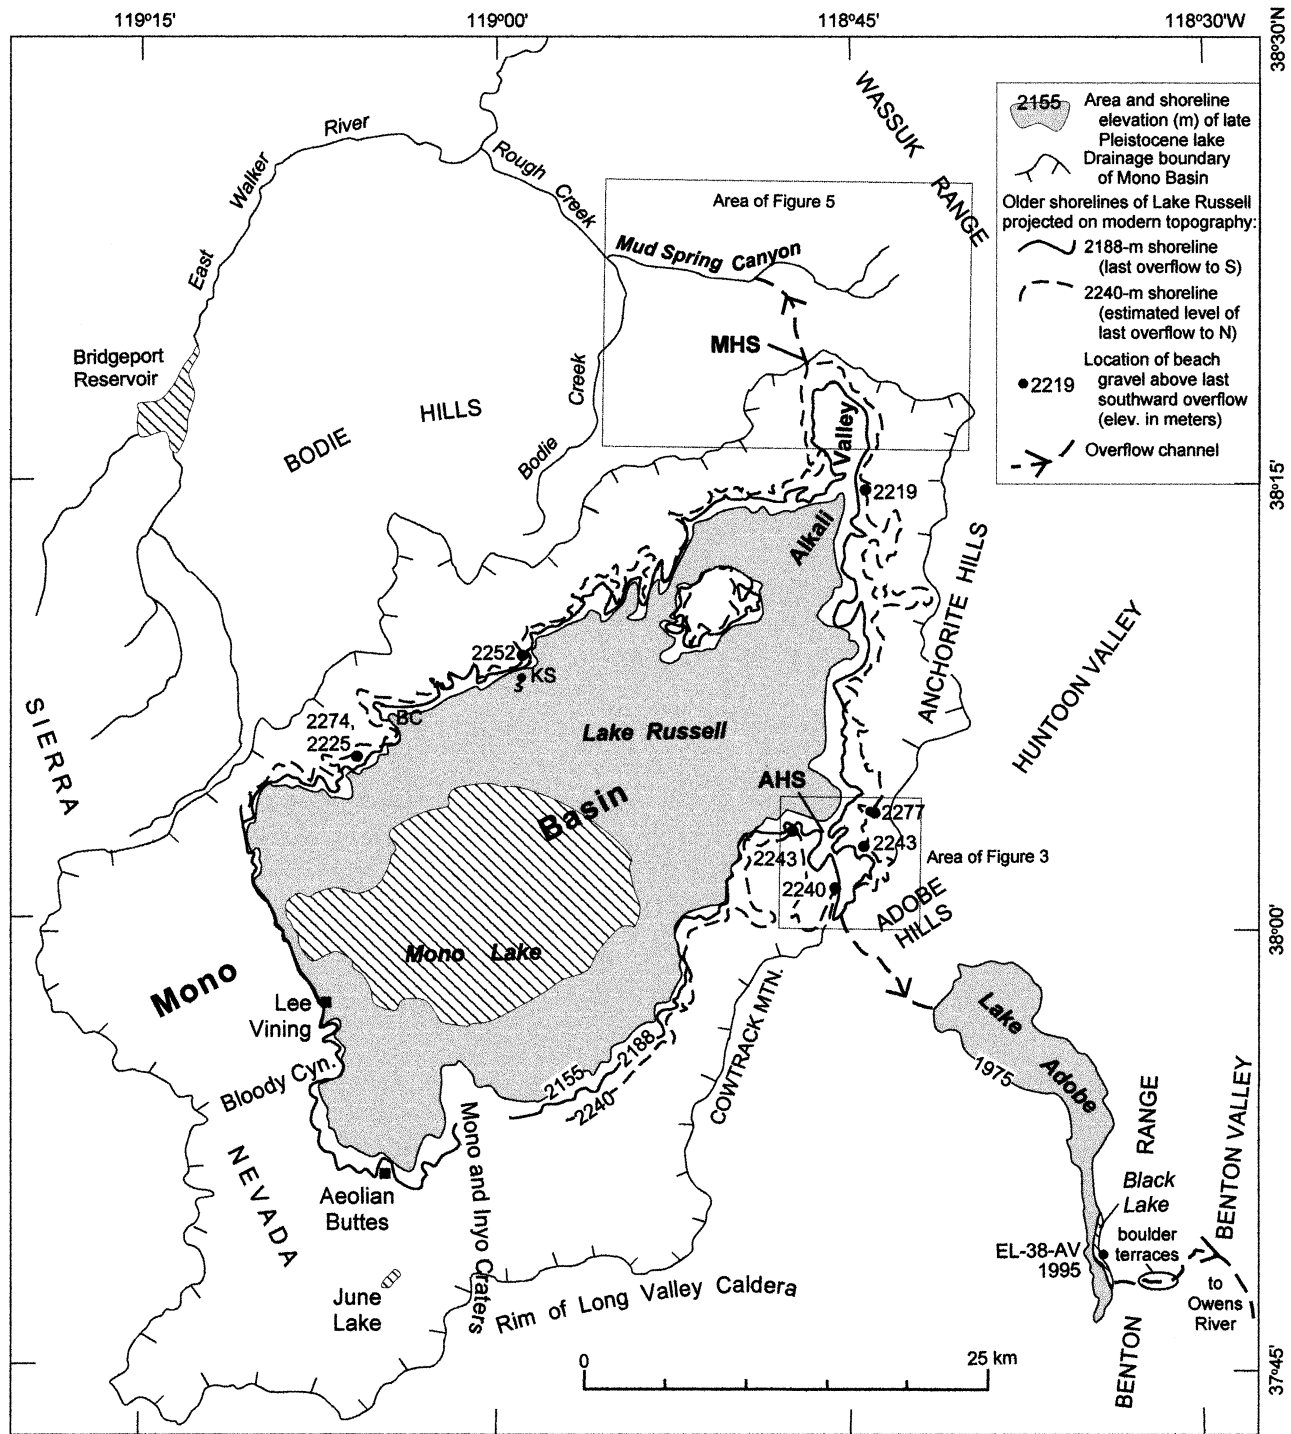 119°15'
119°00'
118°45'
118°30'W
38°30'N
38°15'
38°00'
37°45'
2155
Area and shoreline
elevation (m) of late
Pleistocene lake
Drainage boundary
of Mono Basin
Older shorelines of Lake Russell
projected on modern topography:
2188-m shoreline
(last overflow to S)
2240-m shoreline
(estimated level of
last overflow to N)
Location of beach
gravel above last
southward overflow
(elev. in meters)
2219
Overflow channel
WASSUK
RANGE
East Walker River
Rough Creek
Area of Figure 5
Mud Spring Canyon
MHS
Bridgeport
Reservoir
BODIE HILLS
Bodie Creek
Alkali Valley
2219
ANCHORITE HILLS
HUNTOON VALLEY
2252
KS
BC
2274,
2225
SIERRA
Lake Russell
AHS
Basin
2277
2243
2243
2240
Area of Figure 3
ADOBE
HILLS
Mono Lake
Mono
Lee
Vining
Bloody Cyn.
2155
2188
2240
COWTRACK MTN.
Lake Adobe
1975
RANGE
BENTON VALLEY
Black
Lake
boulder
terraces
EL-38-AV
1995
to
Owens
River
BENTON
NEVADA
Aeolian
Buttes
June
Lake
Mono and Inyo Craters
Rim of Long Valley Caldera
0
25 km